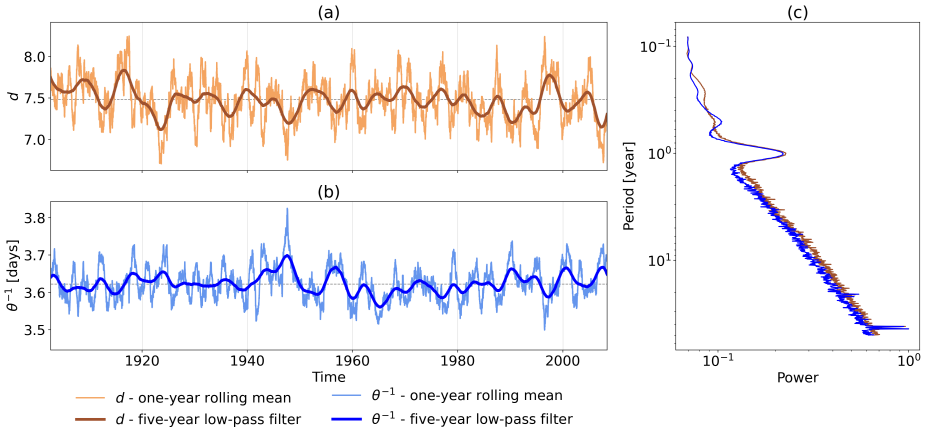 (a)
8.0
7.5
7.0
d
(b)
3.8
3.7
3.6
3.5
θ⁻¹ [days]
1920 1940 1960 1980 2000
Time
(c)
10⁻¹
10⁰
10¹
Period [year]
10⁻¹ 10⁰
Power
d - one-year rolling mean
d - five-year low-pass filter
θ⁻¹ - one-year rolling mean
θ⁻¹ - five-year low-pass filter